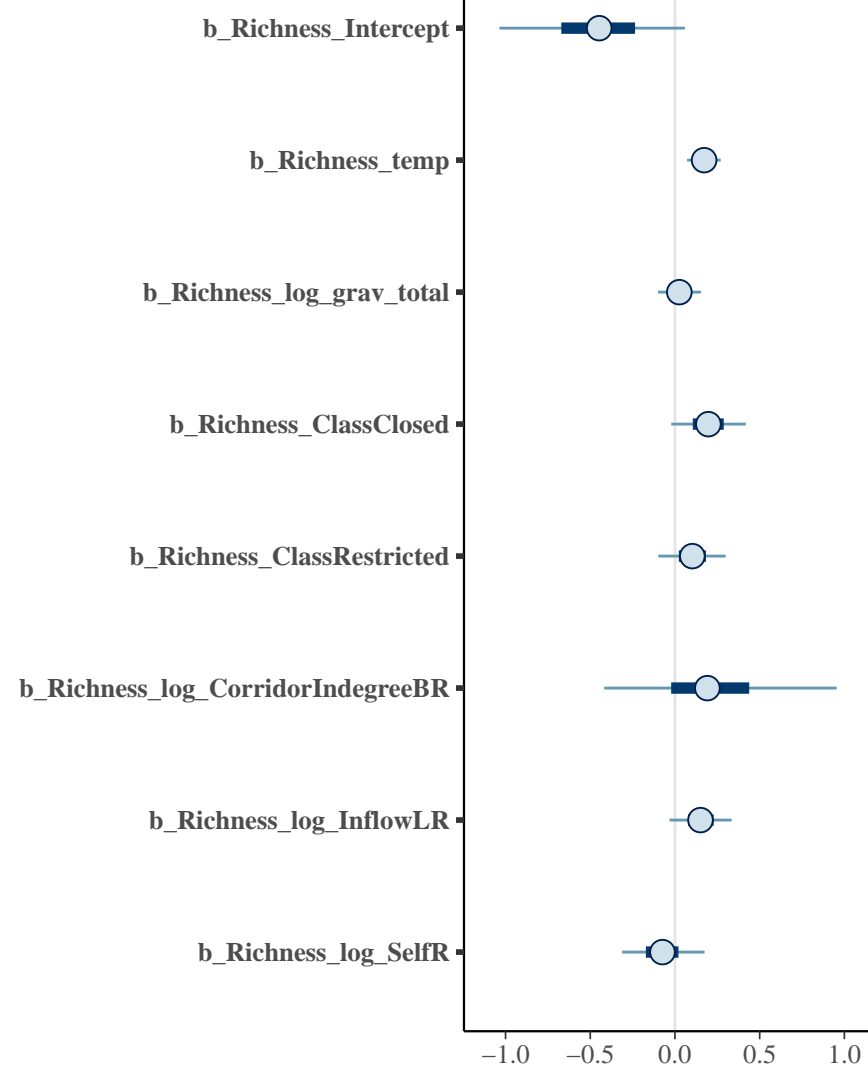 b_Richness_Intercept
b_Richness_temp
b_Richness_log_grav_total
b_Richness_ClassClosed
b_Richness_ClassRestricted
b_Richness_log_CorridorIndegreeBR
b_Richness_log_InflowLR
b_Richness_log_SelfR
−1.0 −0.5 0.0 0.5 1.0